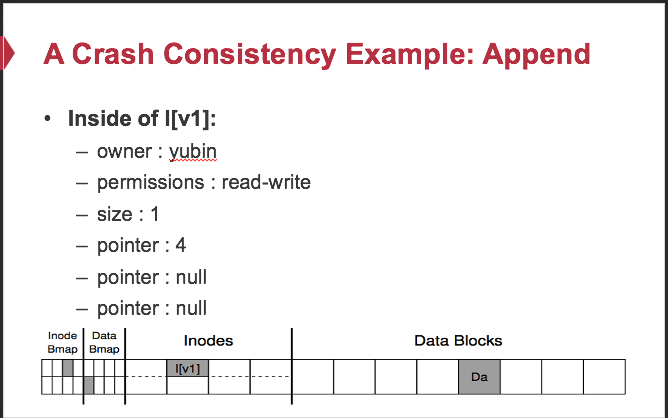 A Crash Consistency Example: Append
• Inside of I[v1]:
– owner : yubin
– permissions : read-write
– size : 1
– pointer : 4
– pointer : null
– pointer : null
Inode Bmap
Data Bmap
Inodes
Data Blocks
I[v1]
Da